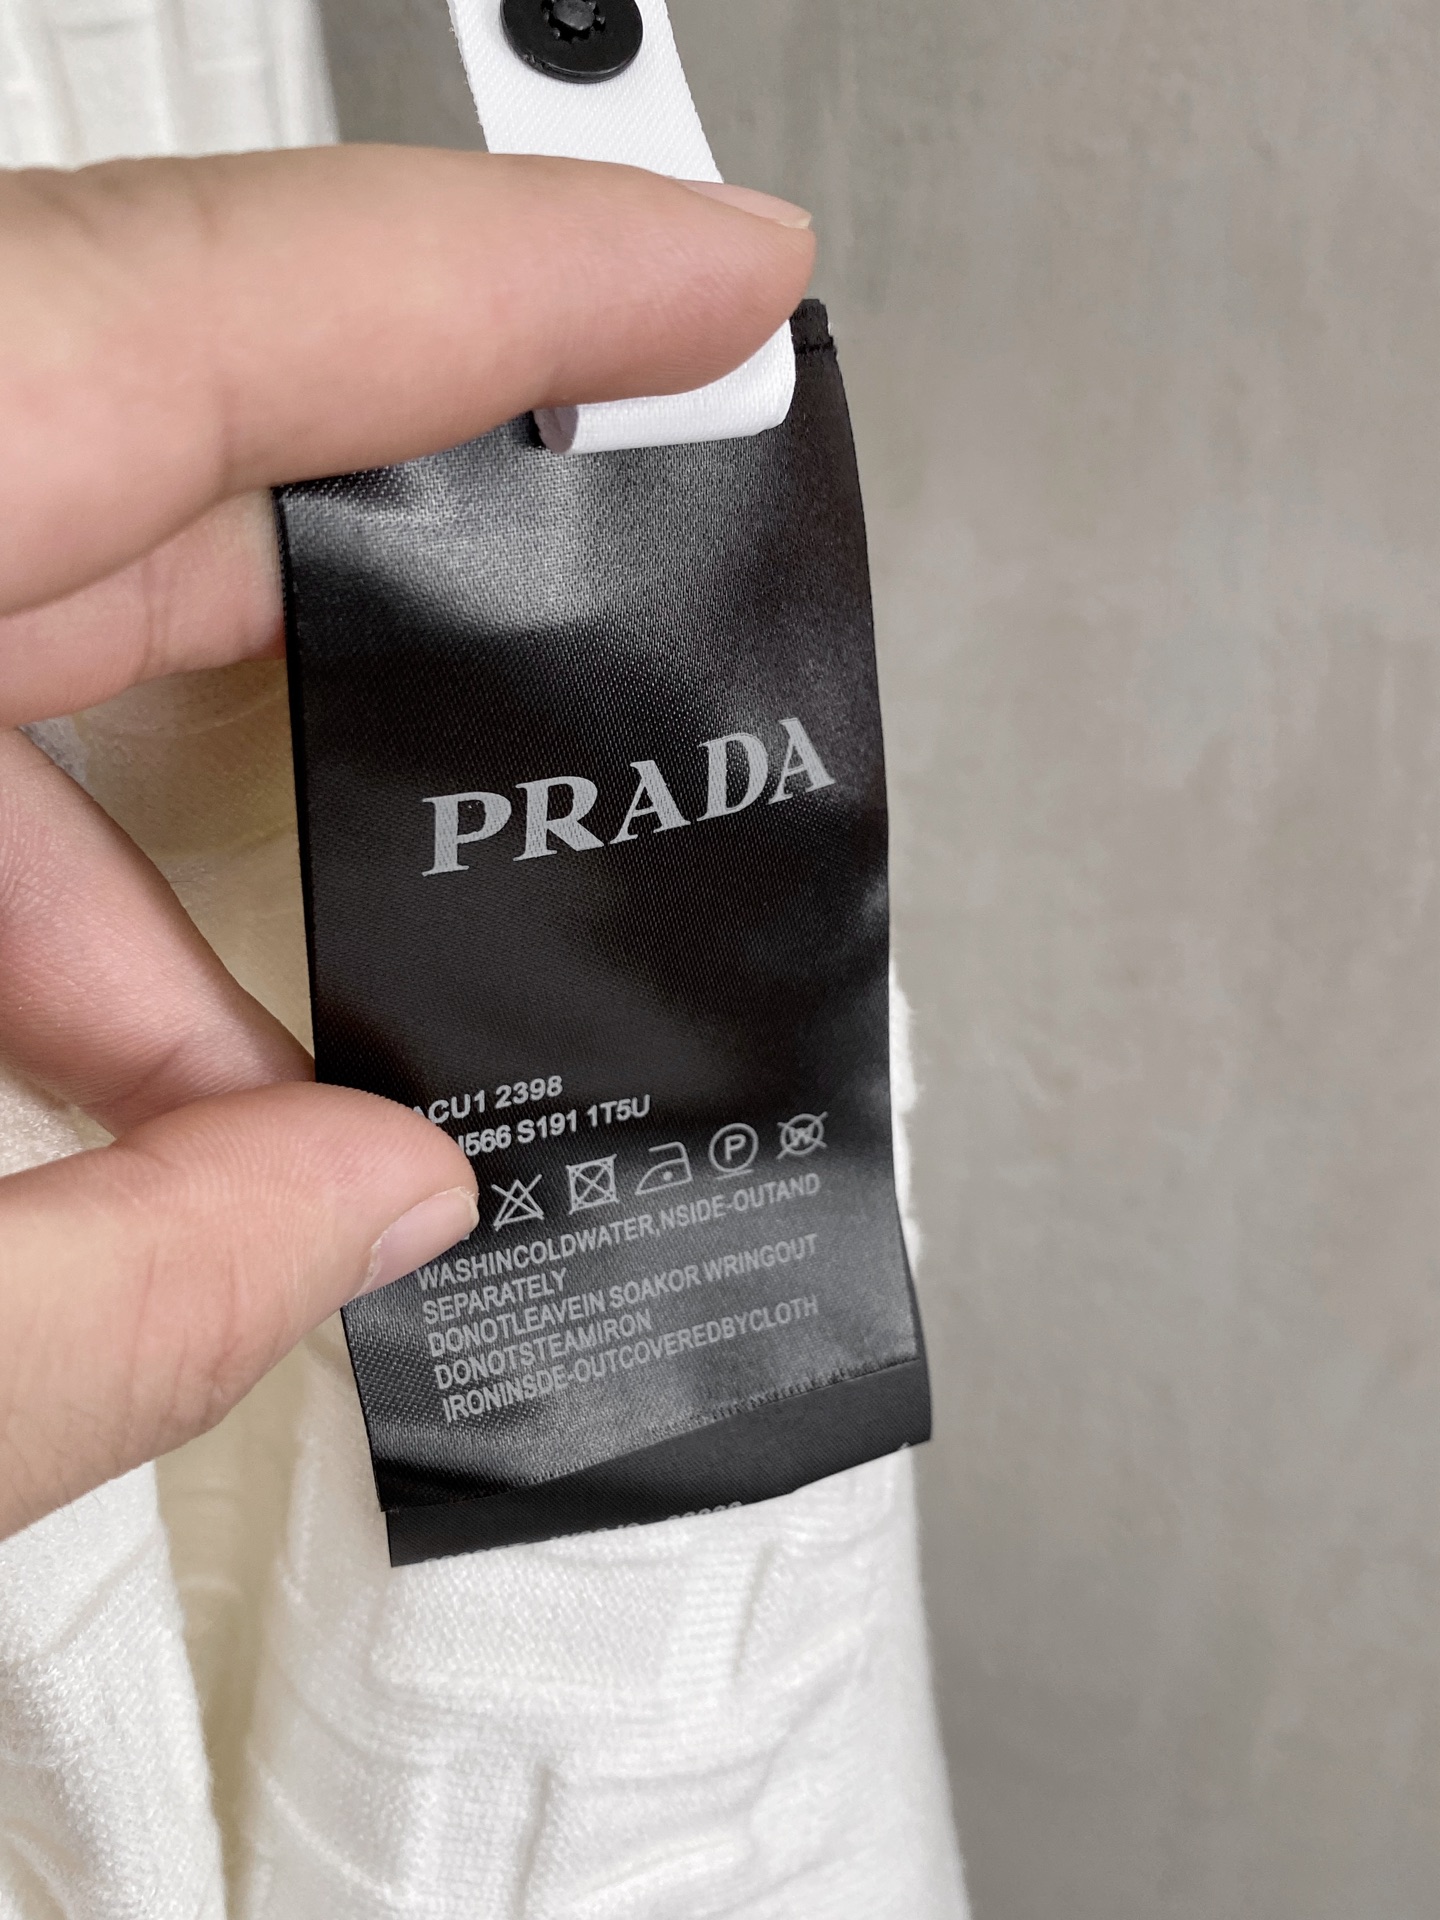 PRADA
ACU1 2398
566 S191 1T5U
P W
WASHINCOLDWATER,NSIDE-OUTAND
SEPARATELY
DONOTLEAVEIN SOAKOR WRINGOUT
DONOTSTEAMIRON
IRONINSDE-OUTCOVEREDBYCLOTH